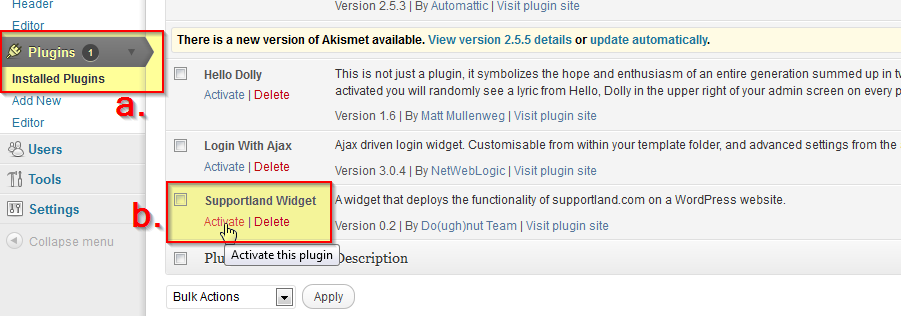 Header
Editor
Plugins 1
Installed Plugins
a.
Add New
Editor
Users
Tools
Settings
Collapse menu
Version 2.5.3 | By Automattic | Visit plugin site
There is a new version of Akismet available. View version 2.5.5 details or update automatically.
Hello Dolly
This is not just a plugin, it symbolizes the hope and enthusiasm of an entire generation summed up in
Activate | Delete
activated you will randomly see a lyric from Hello, Dolly in the upper right of your admin screen on every
Version 1.6 | By Matt Mullenweg | Visit plugin site
Login With Ajax
Ajax driven login widget. Customisable from within your template folder, and advanced settings from the
Activate | Delete
Version 3.0.4 | By NetWebLogic | Visit plugin site
b.
Supportland Widget
A widget that deploys the functionality of supportland.com on a WordPress website.
Activate | Delete
Version 0.2 | By Do(ugh)nut Team | Visit plugin site
Activate this plugin
Plu
Description
Bulk Actions
Apply